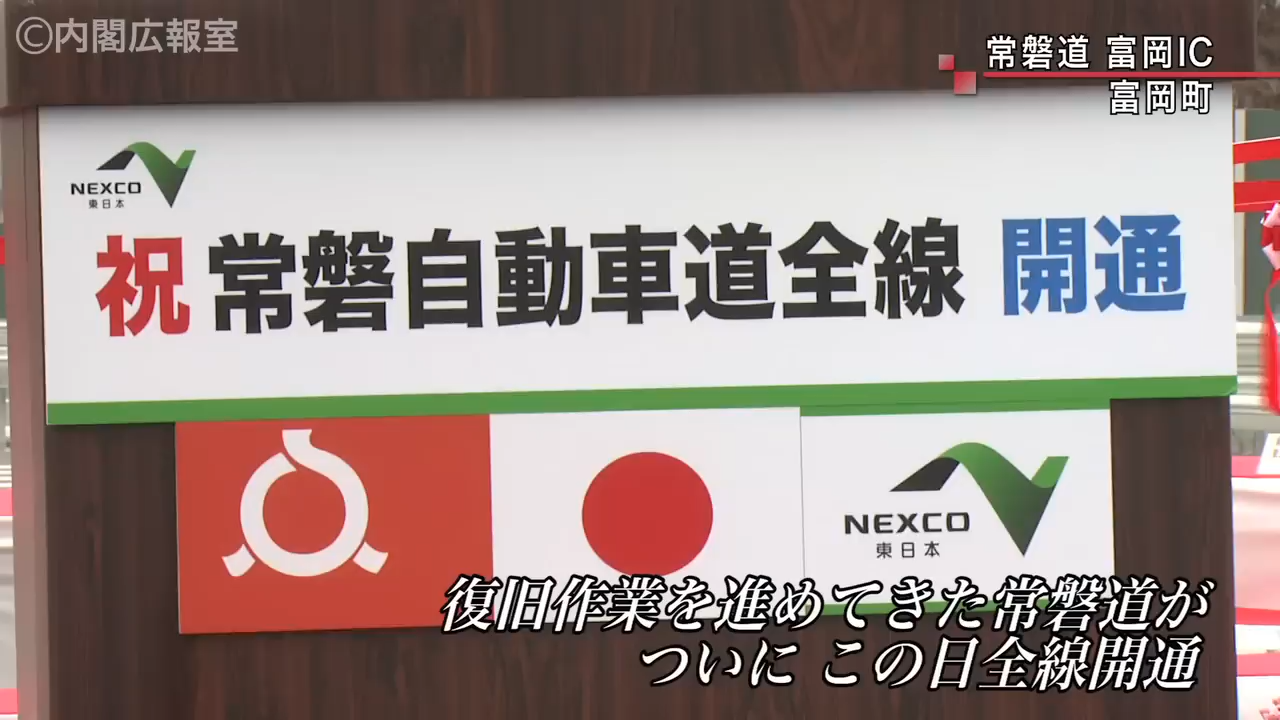 ©内閣広報室
常磐道 富岡IC
富岡町
NEXCO
東日本
祝 常磐自動車道全線 開通
NEXCO
東日本
復旧作業を進めてきた常磐道が
ついに この日全線開通